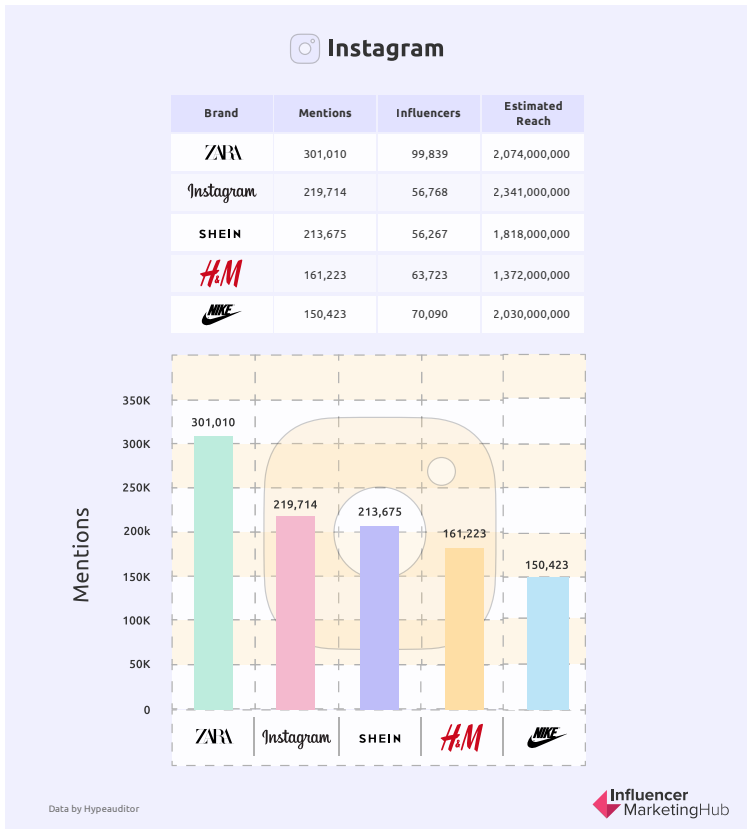 Instagram
Brand Mentions Influencers Estimated Reach
ZARA 301,010 99,839 2,074,000,000
Instagram 219,714 56,768 2,341,000,000
SHEIN 213,675 56,267 1,818,000,000
H&M 161,223 63,723 1,372,000,000
NIKE 150,423 70,090 2,030,000,000
Mentions
350K
300K
250K
200k
150K
100K
50K
0
301,010
219,714
213,675
161,223
150,423
ZARA Instagram SHEIN H&M NIKE
Data by Hypeauditor
Influencer
MarketingHub